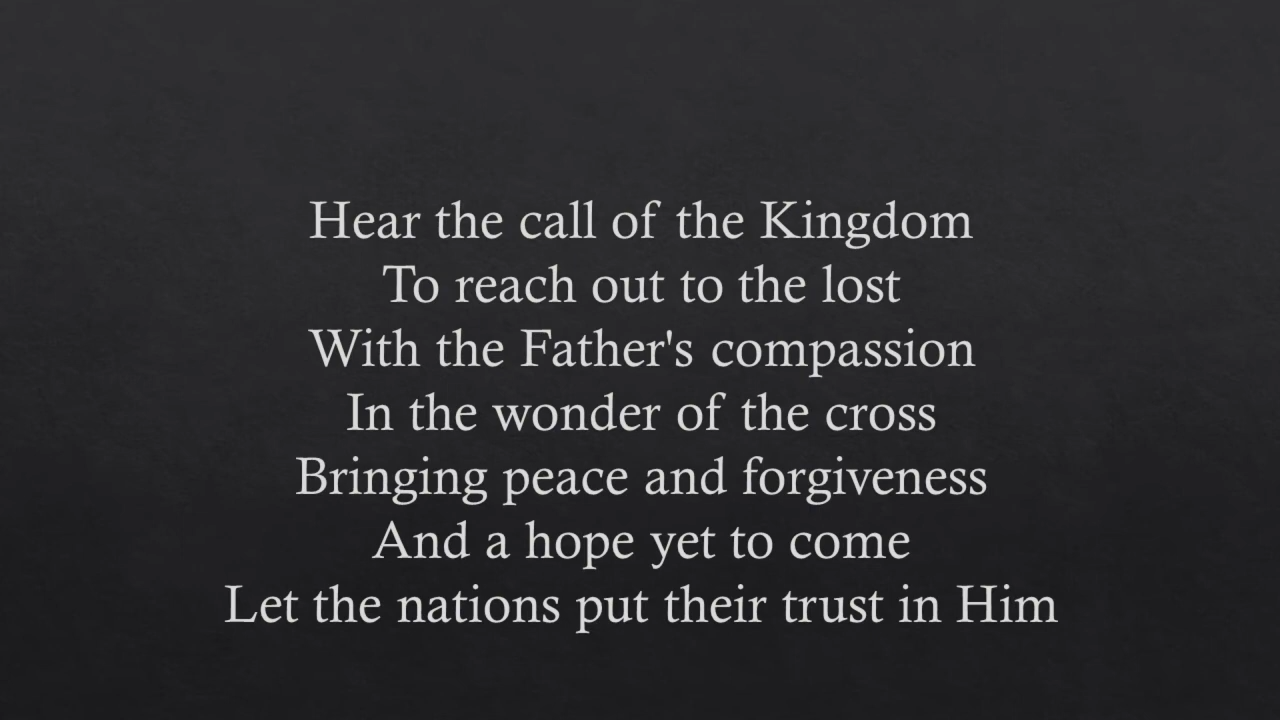 Hear the call of the Kingdom
To reach out to the lost
With the Father's compassion
In the wonder of the cross
Bringing peace and forgiveness
And a hope yet to come
Let the nations put their trust in Him